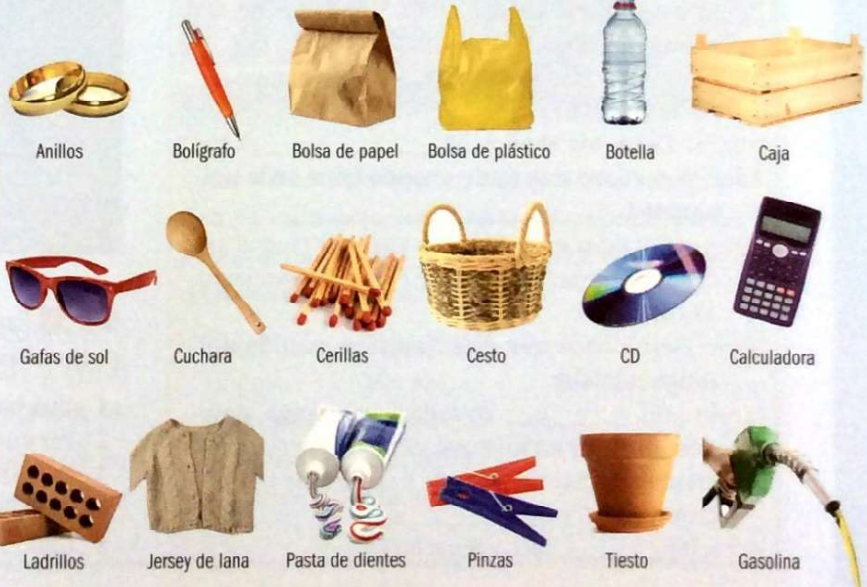 Anillos
Bolígrafo
Bolsa de papel
Bolsa de plástico
Botella
Caja
Gafas de sol
Cuchara
Cerillas
Cesto
CD
Calculadora
Ladrillos
Jersey de lana
Pasta de dientes
Pinzas
Tiesto
Gasolina